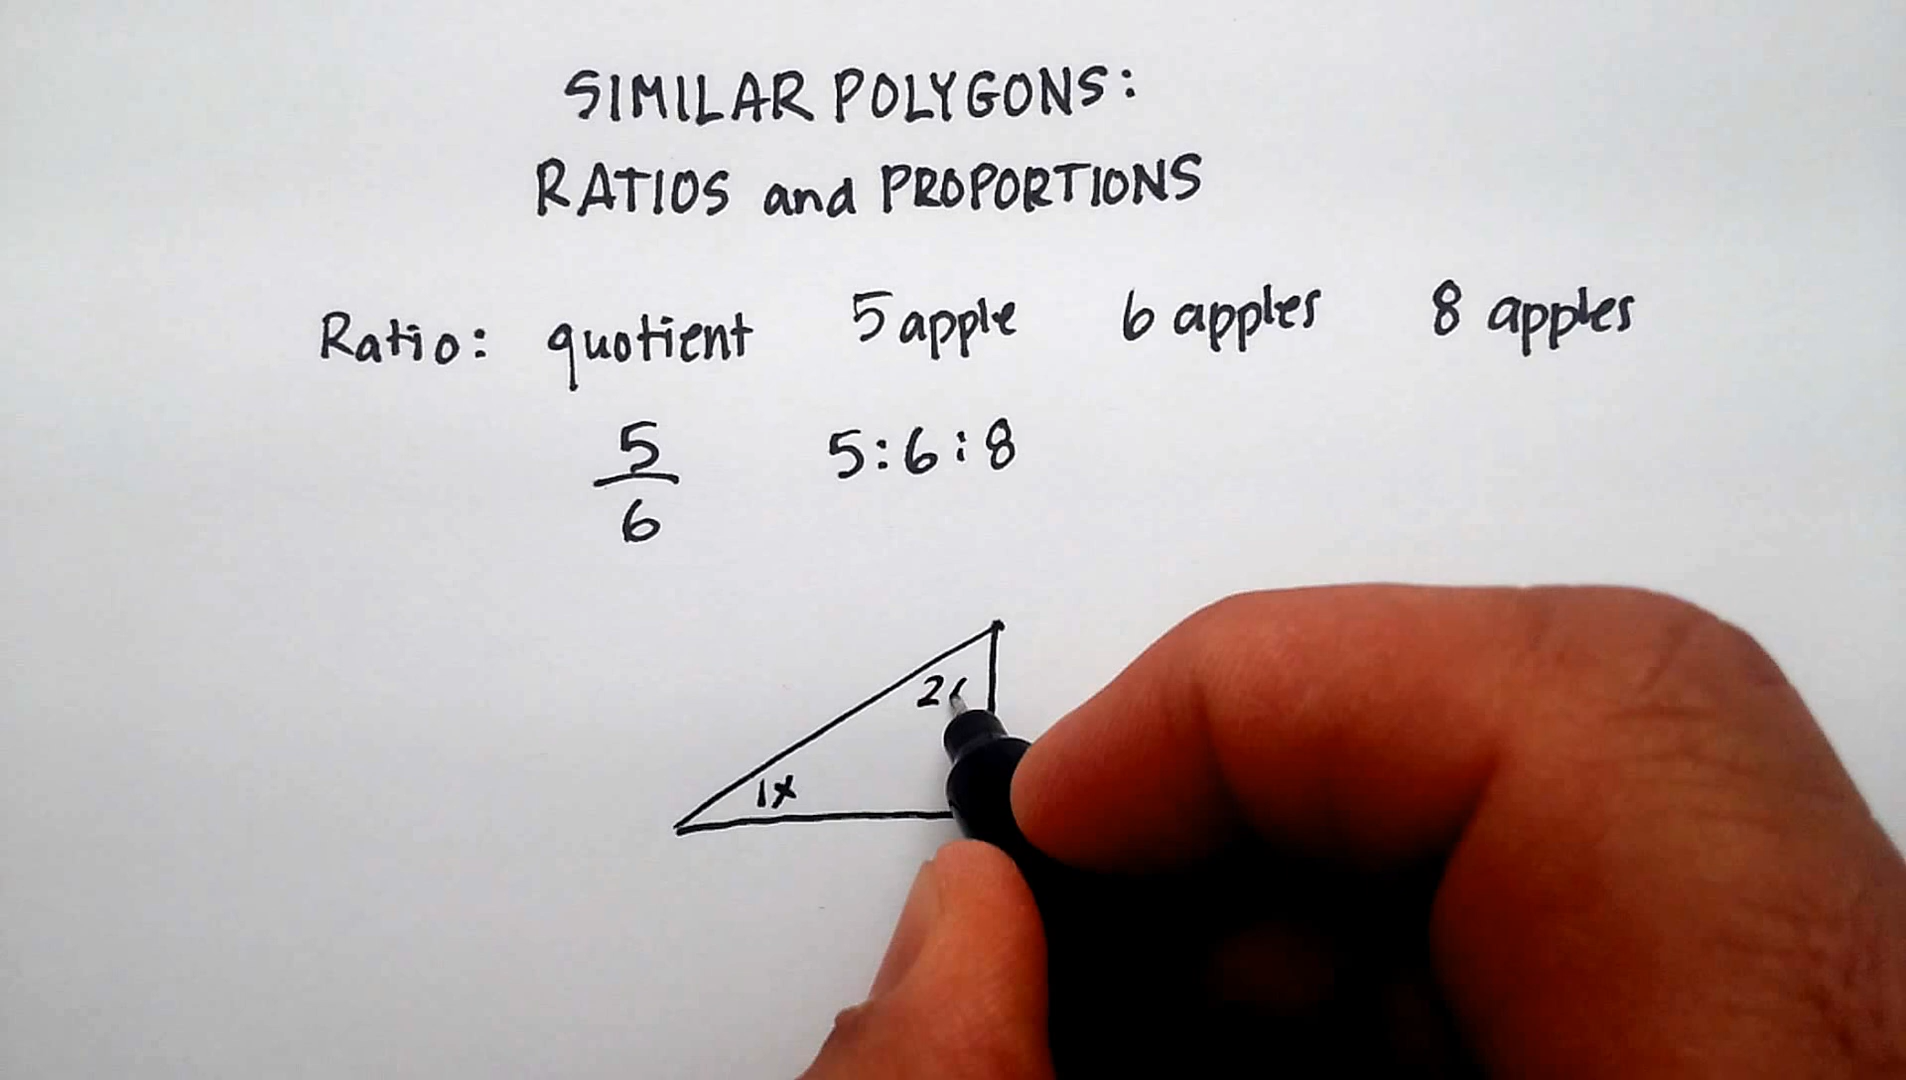 SIMILAR POLYGONS:
RATIOS and PROPORTIONS
Ratio: quotient 5 apple 6 apples 8 apples
5
6
5:6:8
2
1x